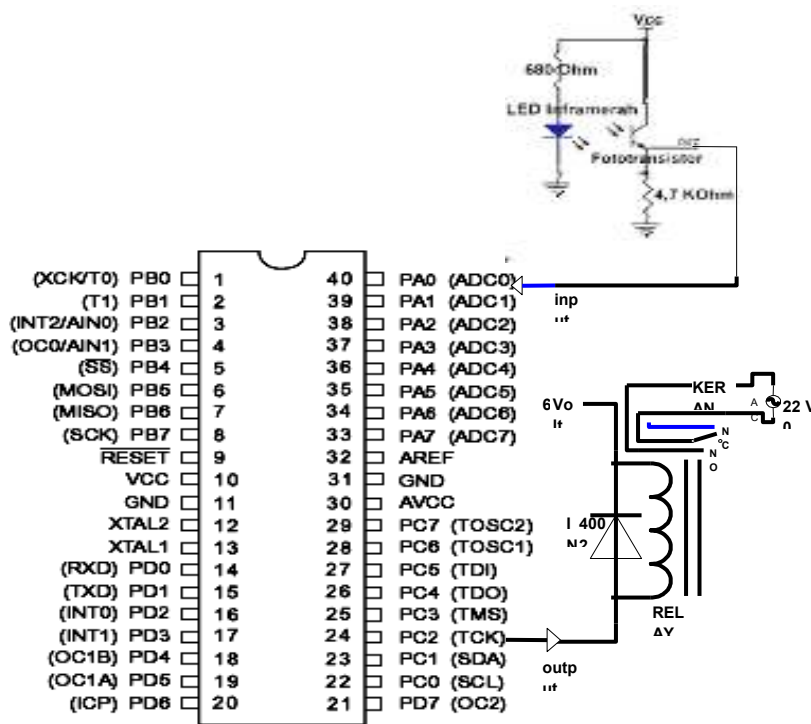 Vcc
680 Ohm
LED Inframerah
Fototransistor
4,7 KOhm
(XCK/T0) PB0 1
(T1) PB1 2
(INT2/AIN0) PB2 3
(OC0/AIN1) PB3 4
(SS) PB4 5
(MOSI) PB5 6
(MISO) PB6 7
(SCK) PB7 8
RESET 9
VCC 10
GND 11
XTAL2 12
XTAL1 13
(RXD) PD0 14
(TXD) PD1 15
(INT0) PD2 16
(INT1) PD3 17
(OC1B) PD4 18
(OC1A) PD5 19
(ICP) PD6 20
40 PA0 (ADC0)
39 PA1 (ADC1)
38 PA2 (ADC2)
37 PA3 (ADC3)
36 PA4 (ADC4)
35 PA5 (ADC5)
34 PA6 (ADC6)
33 PA7 (ADC7)
32 AREF
31 GND
30 AVCC
29 PC7 (TOSC2)
28 PC6 (TOSC1)
27 PC5 (TDI)
26 PC4 (TDO)
25 PC3 (TMS)
24 PC2 (TCK)
23 PC1 (SDA)
22 PC0 (SCL)
21 PD7 (OC2)
inp
ut
KER
AN
A
C
22 V
0
6Vo
lt
N
C
N
O
I 400
N2
REL
AY
outp
ut